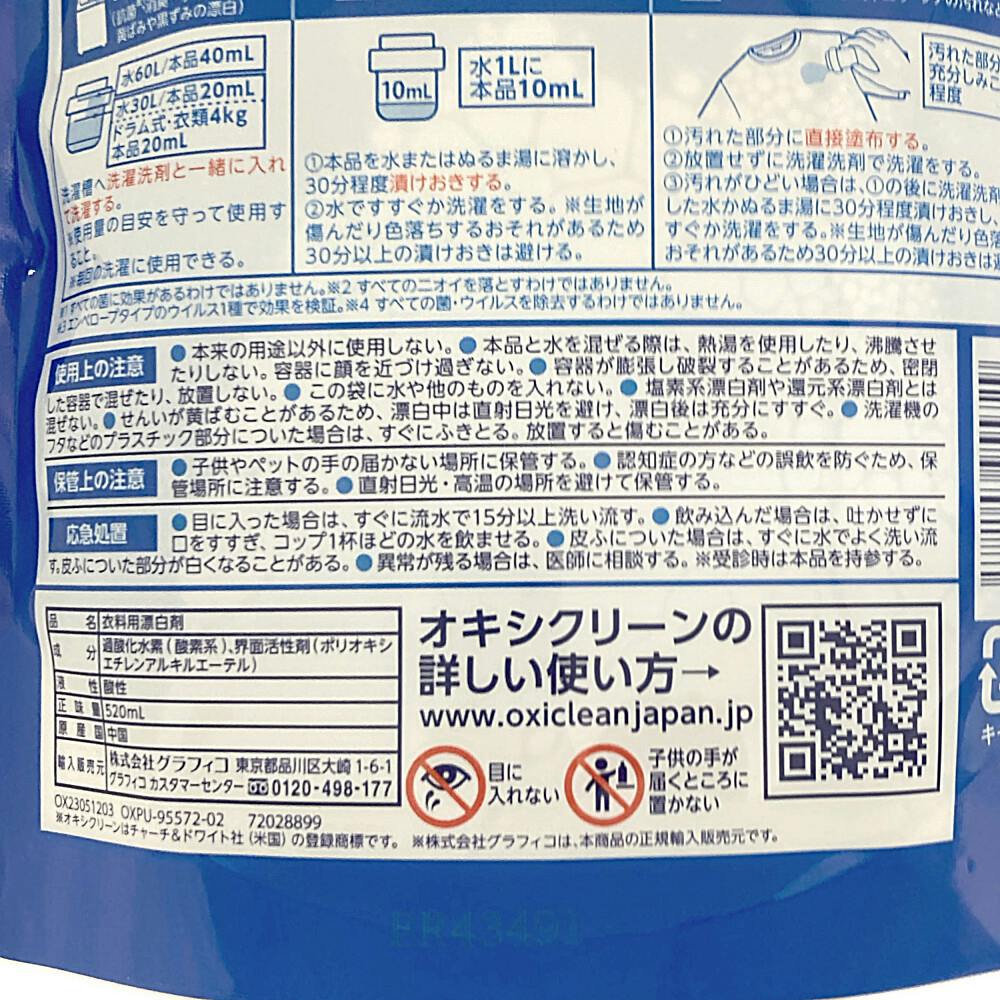 (抗菌・消臭
黄ばみや黒ずみの漂白)
水60L/本品40mL
水30L/本品20mL
ドラム式・衣類4kg
本品20mL
洗濯槽へ洗濯洗剤と一緒に入れ
て洗濯する。
※使用量の目安を守って使用す
ること。
※毎回の洗濯に使用できる。
10mL
水1Lに
本品10mL
①本品を水またはぬるま湯に溶かし、
30分程度漬けおきする。
②水ですすぐか洗濯をする。※生地が
傷んだり色落ちするおそれがあるため
30分以上の漬けおきは避ける。
汚れた部分
充分しみこ
程度
①汚れた部分に直接塗布する。
②放置せずに洗濯洗剤で洗濯をする。
③汚れがひどい場合は、①の後に洗濯洗剤
した水かぬるま湯に30分程度漬けおきし、
すぐか洗濯をする。※生地が傷んだり色落
おそれがあるため30分以上の漬けおきは避
※1 すべての菌に効果があるわけではありません。※2 すべてのニオイを落とすわけではありません。
※3 エンベロープタイプのウイルス1種で効果を検証。※4 すべての菌・ウイルスを除去するわけではありません。
使用上の注意 ●本来の用途以外に使用しない。●本品と水を混ぜる際は、熱湯を使用したり、沸騰させ
たりしない。容器に顔を近づけ過ぎない。●容器が膨張し破裂することがあるため、密閉
した容器で混ぜたり、放置しない。●この袋に水や他のものを入れない。●塩素系漂白剤や還元系漂白剤とは
混ぜない。●せんいが黄ばむことがあるため、漂白中は直射日光を避け、漂白後は充分にすすぐ。●洗濯機の
フタなどのプラスチック部分についた場合は、すぐにふきとる。放置すると傷むことがある。
保管上の注意 ●子供やペットの手の届かない場所に保管する。●認知症の方などの誤飲を防ぐため、保
管場所に注意する。●直射日光・高温の場所を避けて保管する。
応急処置 ●目に入った場合は、すぐに流水で15分以上洗い流す。●飲み込んだ場合は、吐かせずに
口をすすぎ、コップ1杯ほどの水を飲ませる。●皮ふについた場合は、すぐに水でよく洗い流
す。皮ふについた部分が白くなることがある。●異常が残る場合は、医師に相談する。※受診時は本品を持参する。
品名 衣料用漂白剤
成分 過酸化水素(酸素系)、界面活性剤(ポリオキシ
エチレンアルキルエーテル)
液性 酸性
正味量 520mL
原産国 中国
輸入販売元 株式会社グラフィコ 東京都品川区大崎1-6-1
グラフィコ カスタマーセンター 0120-498-177
OX23051203 OXPU-95572-02 72028899
※オキシクリーンはチャーチ&ドワイト社(米国)の登録商標です。 ※株式会社グラフィコは、本商品の正規輸入販売元です。
オキシクリーンの
詳しい使い方→
www.oxicleanjapan.jp
目に
入れない
子供の手が
届くところに
置かない
キ
ER43491